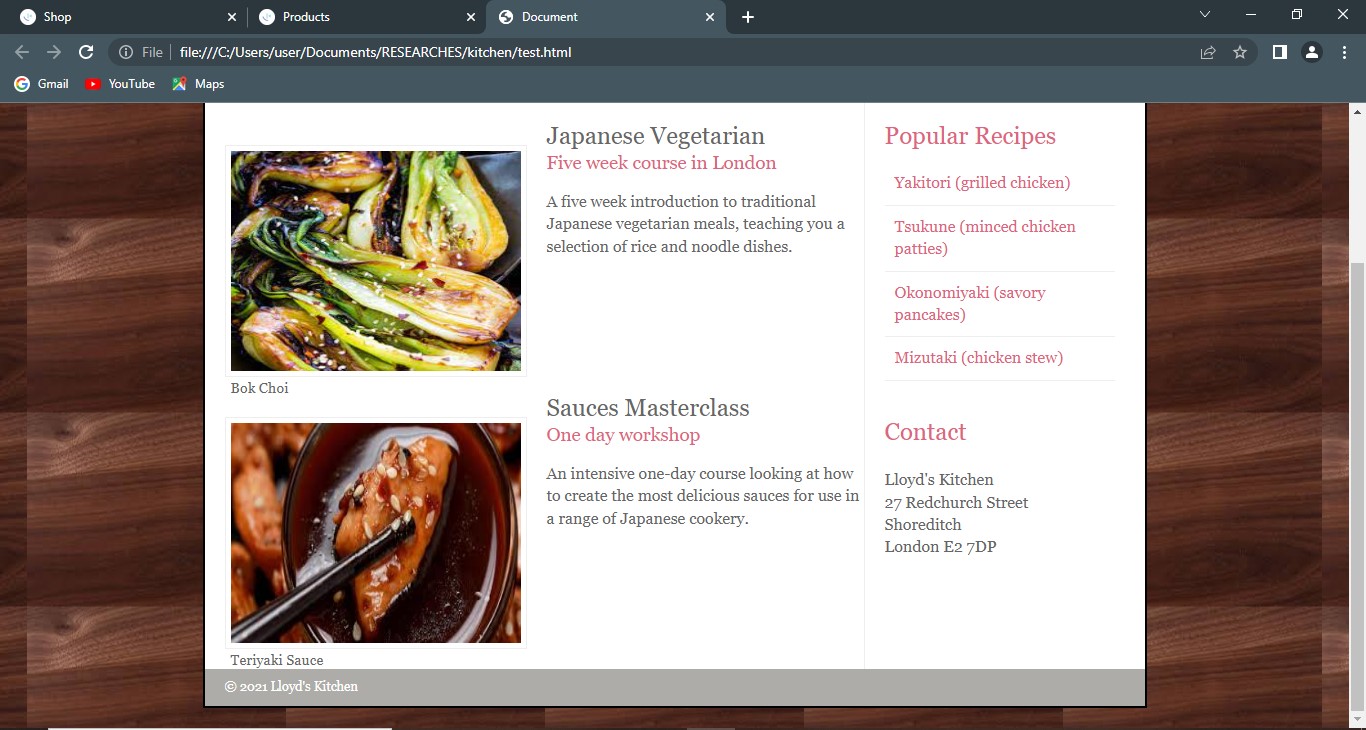 Shop
Products
Document
File
file:///C:/Users/user/Documents/RESEARCHES/kitchen/test.html
Gmail
YouTube
Maps
Bok Choi
Japanese Vegetarian
Five week course in London
A five week introduction to traditional
Japanese vegetarian meals, teaching you a
selection of rice and noodle dishes.
Teriyaki Sauce
Sauces Masterclass
One day workshop
An intensive one-day course looking at how
to create the most delicious sauces for use in
a range of Japanese cookery.
Popular Recipes
Yakitori (grilled chicken)
Tsukune (minced chicken
patties)
Okonomiyaki (savory
pancakes)
Mizutaki (chicken stew)
Contact
Lloyd's Kitchen
27 Redchurch Street
Shoreditch
London E2 7DP
© 2021 Lloyd's Kitchen